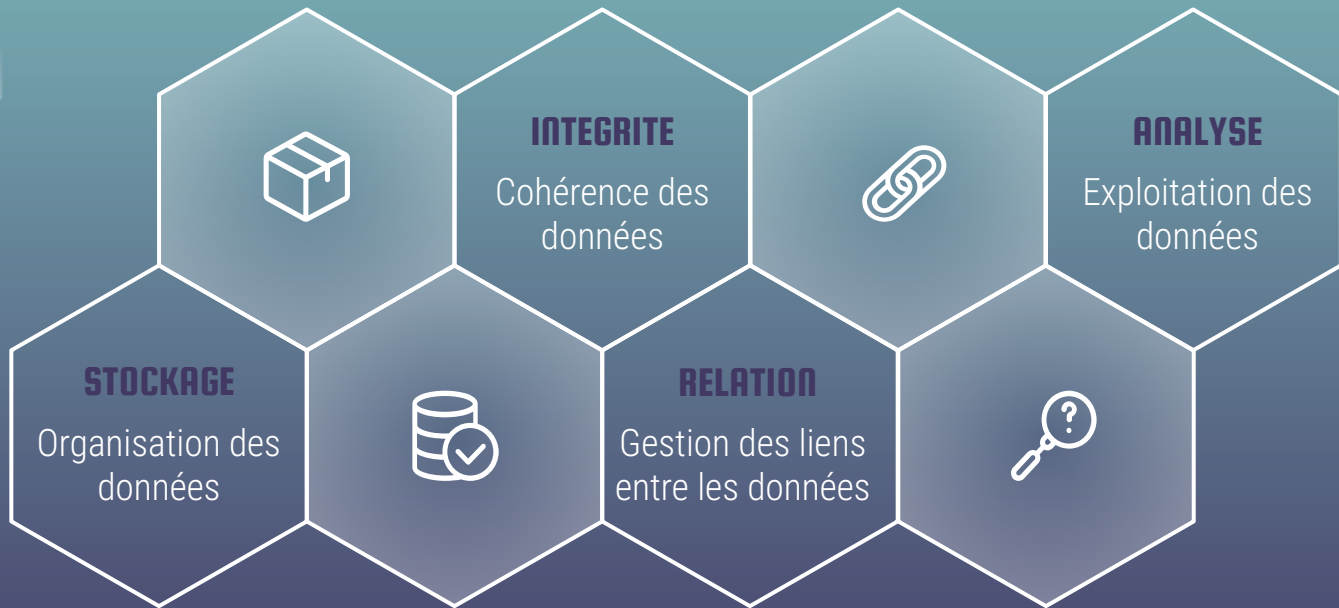 INTEGRITE
Cohérence des
données
ANALYSE
Exploitation des
données
STOCKAGE
Organisation des
données
RELATION
Gestion des liens
entre les données
?